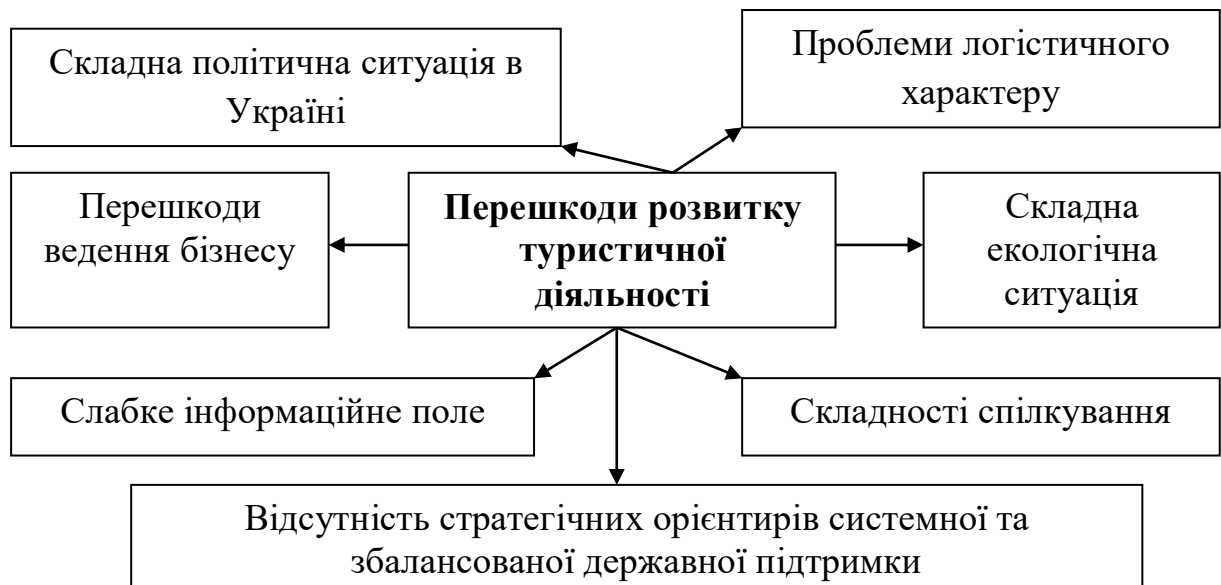 Складна політична ситуація в
Україні
Проблеми логістичного
характеру
Перешкоди
ведення бізнесу
Перешкоди розвитку
туристичної
діяльності
Складна
екологічна
ситуація
Слабке інформаційне поле
Складності спілкування
Відсутність стратегічних орієнтирів системної та
збалансованої державної підтримки